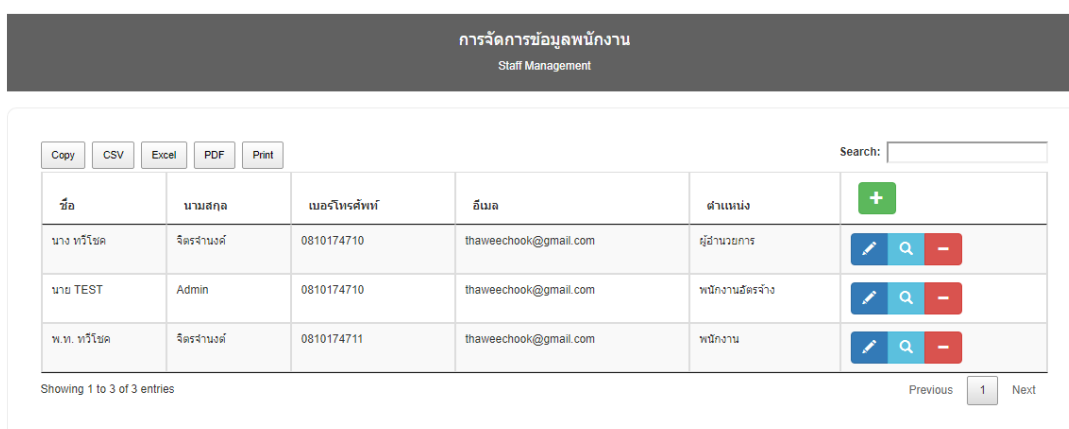 การจัดการข้อมูลพนักงาน
Staff Management
Copy CSV Excel PDF Print Search:
ชื่อ นามสกุล เบอร์โทรศัพท์ อีเมล ตำแหน่ง
นาง ทวีโชค จิตรจำนงค์ 0810174710 thaweechook@gmail.com ผู้อำนวยการ
นาย TEST Admin 0810174710 thaweechook@gmail.com พนักงานอัตรจ้าง
พ.ท. ทวีโชค จิตรจำนงค์ 0810174711 thaweechook@gmail.com พนักงาน
Showing 1 to 3 of 3 entries Previous 1 Next